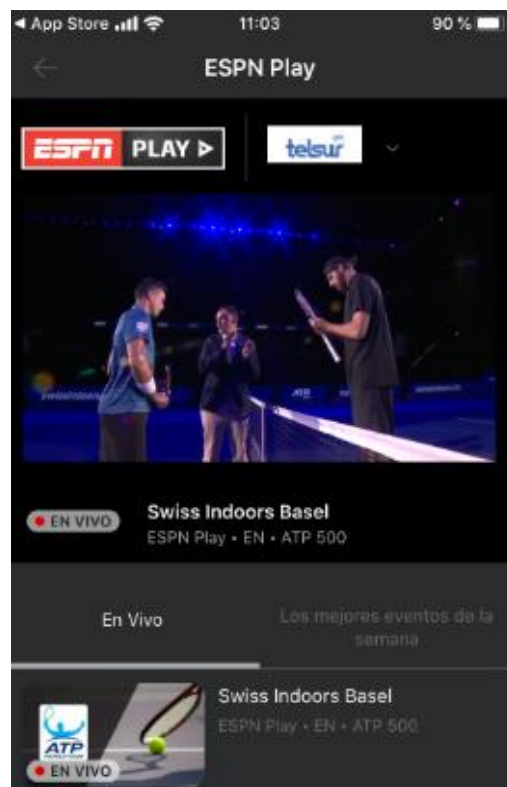 App Store
11:03
90 %
ESPN Play
ESPN PLAY
telsur
Swiss Indoors Basel
EN VIVO
ESPN Play • EN • ATP 500
En Vivo
Los mejores eventos de la
semana
Swiss Indoors Basel
ESPN Play • EN • ATP 500
ATP
EN VIVO